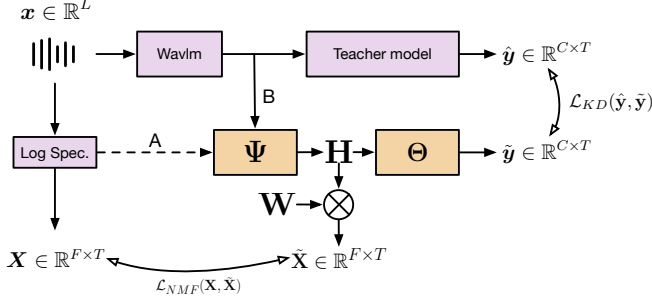 𝒙 ∈ ℝ^L
Wavlm
Teacher model
ŷ ∈ ℝ^{C×T}
B
ℒ_{KD}(ŷ, ỹ)
Log Spec.
A
Ψ
H
Θ
ỹ ∈ ℝ^{C×T}
W
X ∈ ℝ^{F×T}
X̃ ∈ ℝ^{F×T}
ℒ_{NMF}(X, X̃)